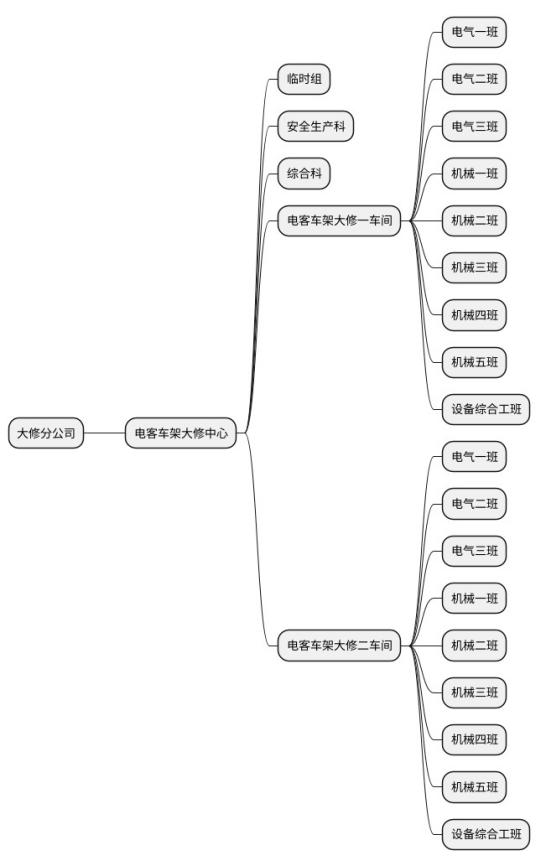 大修分公司
电客车架大修中心
临时组
安全生产科
综合科
电客车架大修一车间
电气一班
电气二班
电气三班
机械一班
机械二班
机械三班
机械四班
机械五班
设备综合工班
电客车架大修二车间
电气一班
电气二班
电气三班
机械一班
机械二班
机械三班
机械四班
机械五班
设备综合工班